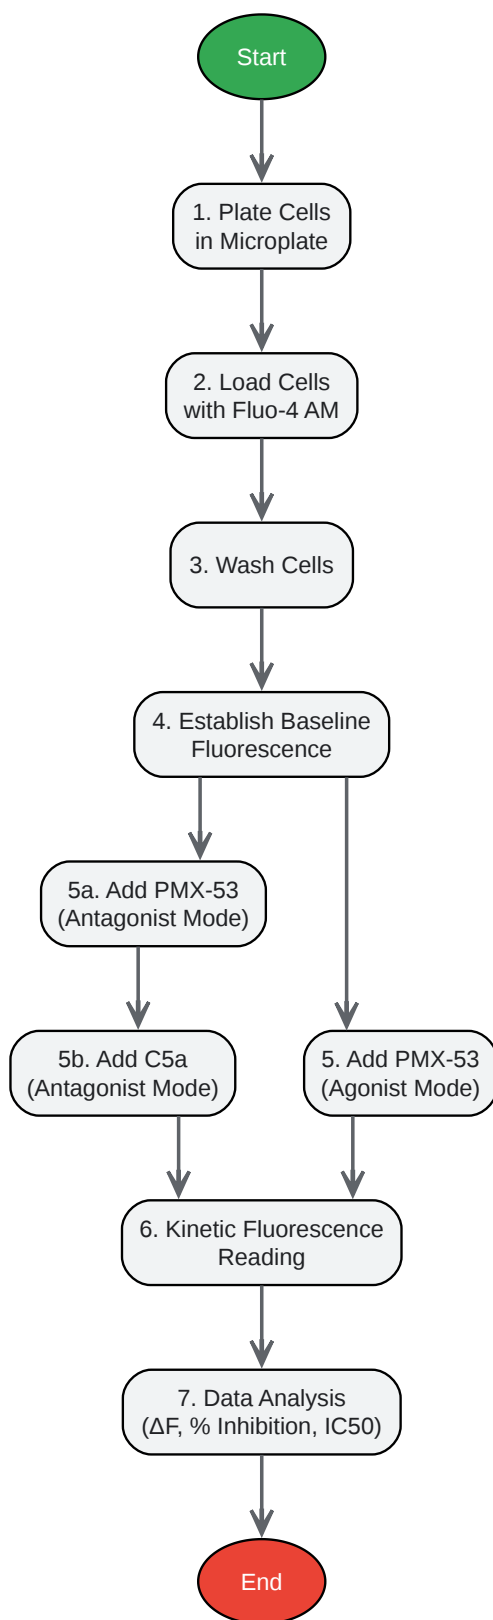 Start
1. Plate Cells
in Microplate
2. Load Cells
with Fluo-4 AM
3. Wash Cells
4. Establish Baseline
Fluorescence
5a. Add PMX-53
(Antagonist Mode)
5b. Add C5a
(Antagonist Mode)
5. Add PMX-53
(Agonist Mode)
6. Kinetic Fluorescence
Reading
7. Data Analysis
(ΔF, % Inhibition, IC50)
End